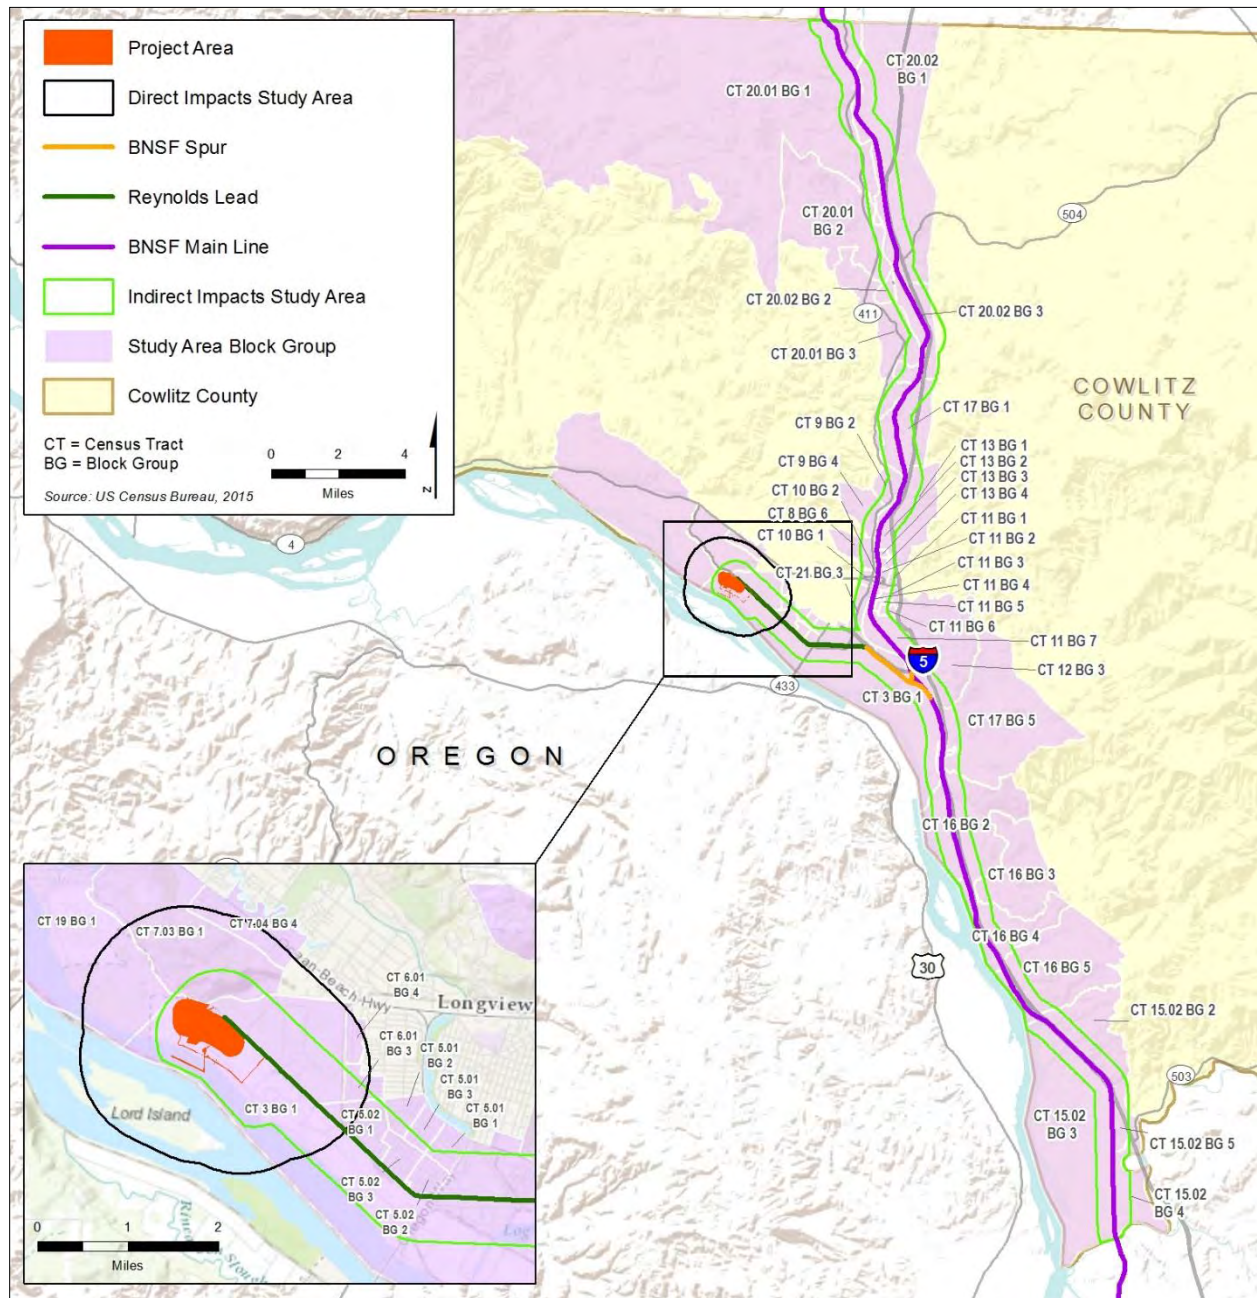 Project Area
Direct Impacts Study Area
BNSF Spur
Reynolds Lead
BNSF Main Line
Indirect Impacts Study Area
Study Area Block Group
Cowlitz County
CT = Census Tract
BG = Block Group
0 2 4
Miles
N
Source: US Census Bureau, 2015
CT 20.02
BG 1
CT 20.01 BG 1
CT 20.01
BG 2
504
CT 20.02 BG 2
411
CT 20.02 BG 3
CT 20.01 BG 3
COWLITZ
COUNTY
CT 17 BG 1
CT 9 BG 2
CT 13 BG 1
CT 13 BG 2
CT 13 BG 3
CT 13 BG 4
CT 9 BG 4
CT 10 BG 2
CT 8 BG 6
CT 10 BG 1
CT 21 BG 3
CT 11 BG 1
CT 11 BG 2
CT 11 BG 3
CT 11 BG 4
CT 11 BG 5
CT 11 BG 6
CT 11 BG 7
CT 12 BG 3
4
5
433
CT 3 BG 1
CT 17 BG 5
OREGON
CT 16 BG 2
CT 16 BG 3
CT 16 BG 4
CT 16 BG 5
30
CT 15.02 BG 2
503
CT 15.02
BG 3
CT 15.02 BG 5
CT 15.02
BG 4
CT 19 BG 1
CT 7.03 BG 1
CT 7.04 BG 4
Beach-Hwy
CT 6.01
BG 4
Longview
CT 6.01
BG 3
CT 5.01
BG 2
CT 5.01
BG 3
CT 5.01
BG 1
CT 3 BG 1
CT 5.02
BG 1
Lord Island
CT 5.02
BG 3
CT 5.02
BG 2
0 1 2
Miles